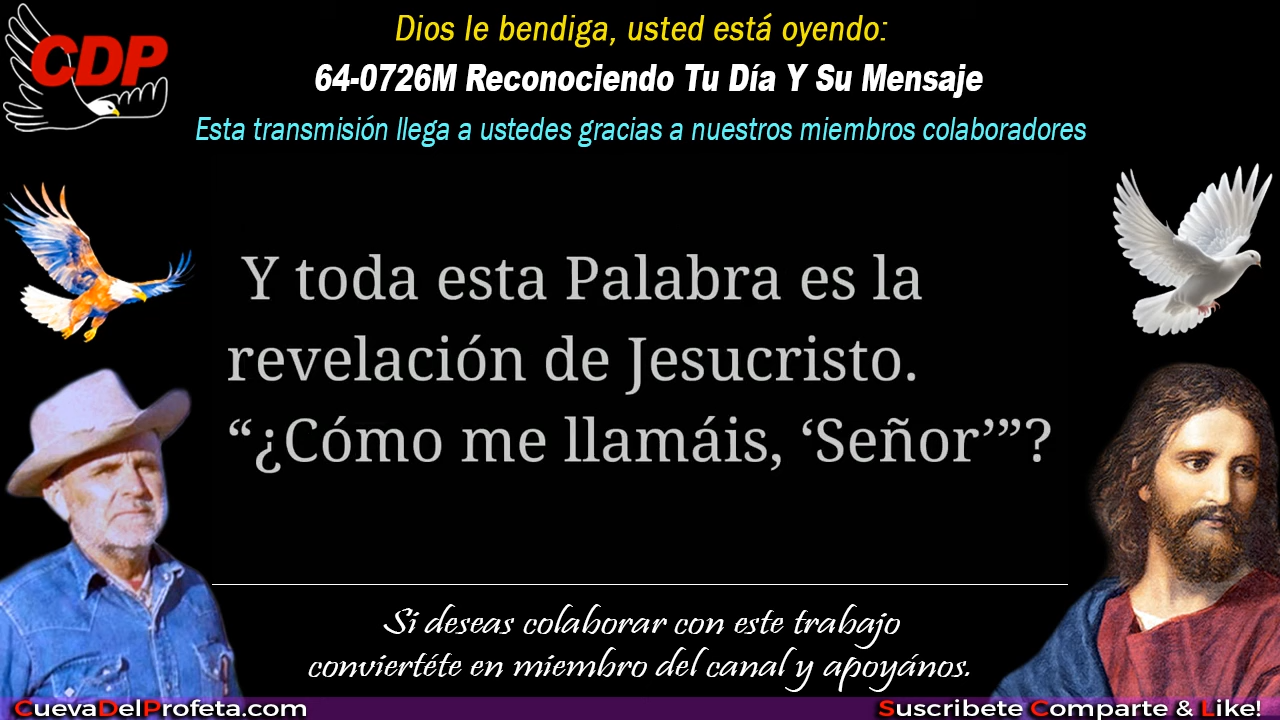 CDP
Dios le bendiga, usted está oyendo:
64-0726M Reconociendo Tu Día Y Su Mensaje
Esta transmisión llega a ustedes gracias a nuestros miembros colaboradores
Y toda esta Palabra es la
revelación de Jesucristo.
“¿Cómo me llamáis, ‘Señor’”?
Si deseas colaborar con este trabajo
conviertéte en miembro del canal y apoyános.
CuevaDelProfeta.com
Suscribete Comparte & Like!